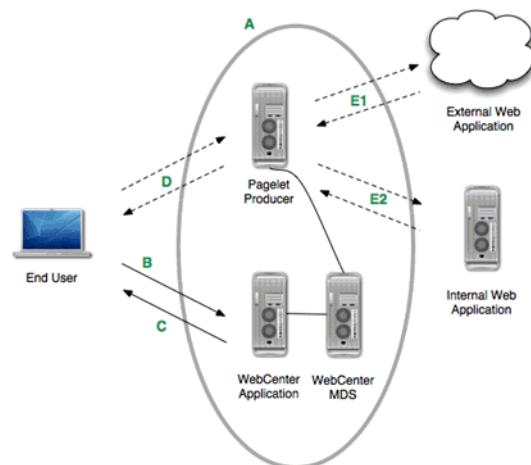 A
E1
External Web
Application
D
Pagelet
Producer
E2
End User
B
Internal Web
Application
C
WebCenter
Application
WebCenter
MDS